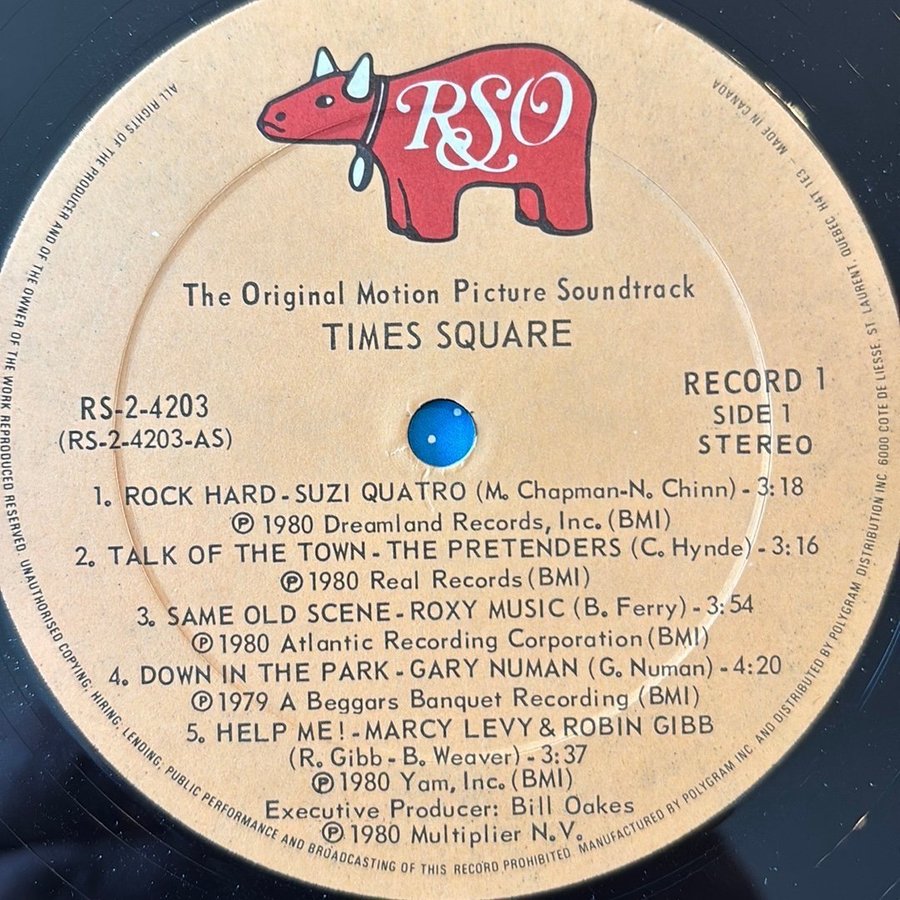 RSO
The Original Motion Picture Soundtrack
TIMES SQUARE
RS-2-4203
(RS-2-4203-AS)
RECORD 1
SIDE 1
STEREO
1. ROCK HARD-SUZI QUATRO (M. Chapman-N. Chinn)-3:18
℗ 1980 Dreamland Records, Inc. (BMI)
2. TALK OF THE TOWN-THE PRETENDERS (C. Hynde)-3:16
℗ 1980 Real Records (BMI)
3. SAME OLD SCENE-ROXY MUSIC (B. Ferry)-3:54
℗ 1980 Atlantic Recording Corporation (BMI)
4. DOWN IN THE PARK-GARY NUMAN (G. Numan)-4:20
℗ 1979 A Beggars Banquet Recording (BMI)
5. HELP ME!-MARCY LEVY & ROBIN GIBB
(R. Gibb-B. Weaver)-3:37
℗ 1980 Yam, Inc. (BMI)
Executive Producer: Bill Oakes
℗ 1980 Multiplier N.V.
ALL RIGHTS OF THE PRODUCER AND OF THE OWNER OF THE WORK REPRODUCED RESERVED. UNAUTHORISED COPYING, HIRING, LENDING, PUBLIC PERFORMANCE AND BROADCASTING OF THIS RECORD PROHIBITED. MANUFACTURED BY POLYGRAM INC. AND DISTRIBUTED BY POLYGRAM DISTRIBUTION INC. 6000 COTE DE LIESSE, ST LAURENT, QUEBEC, H4T 1E3 - MADE IN CANADA